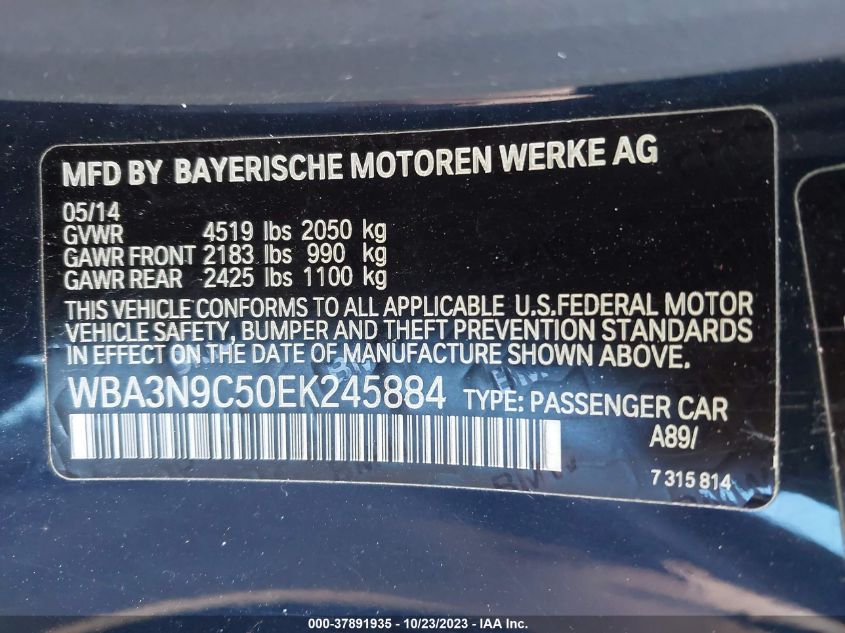 MFD BY BAYERISCHE MOTOREN WERKE AG
05/14
GVWR 4519 lbs 2050 kg
GAWR FRONT 2183 lbs 990 kg
GAWR REAR 2425 lbs 1100 kg
THIS VEHICLE CONFORMS TO ALL APPLICABLE U.S.FEDERAL MOTOR
VEHICLE SAFETY, BUMPER AND THEFT PREVENTION STANDARDS
IN EFFECT ON THE DATE OF MANUFACTURE SHOWN ABOVE.
WBA3N9C50EK245884 TYPE: PASSENGER CAR
A89/
7 315 814
000-37891935 - 10/23/2023 - IAA Inc.